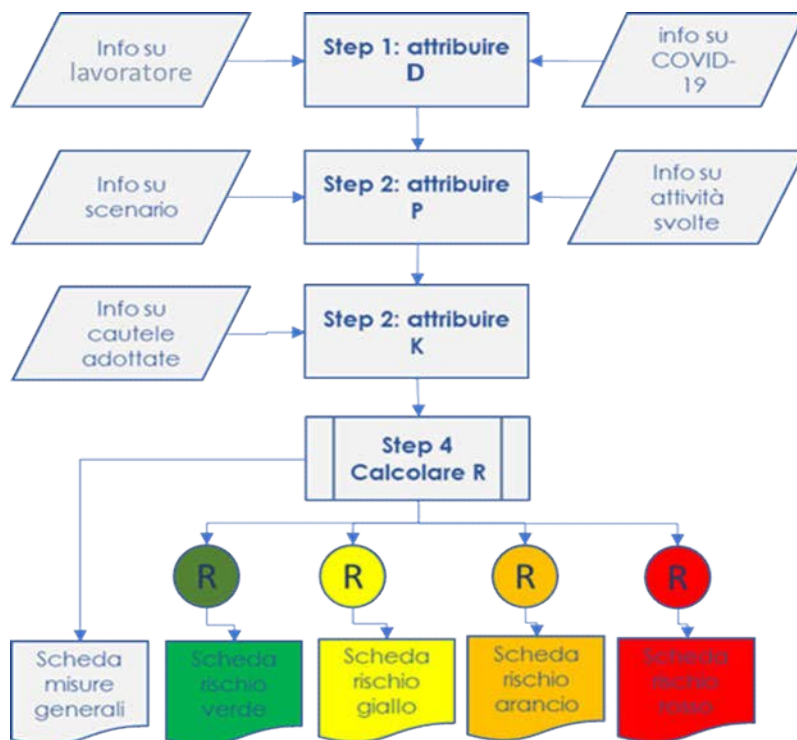 Info su
lavoratore
Step 1: attribuire
D
info su
COVID-
19
Info su
scenario
Step 2: attribuire
P
Info su
attività
svolte
Info su
cautele
adottate
Step 2: attribuire
K
Step 4
Calcolare R
R
R
R
R
Scheda
misure
generali
Scheda
rischio
verde
Scheda
rischio
giallo
Scheda
rischio
arancio
Scheda
rischio
rosso